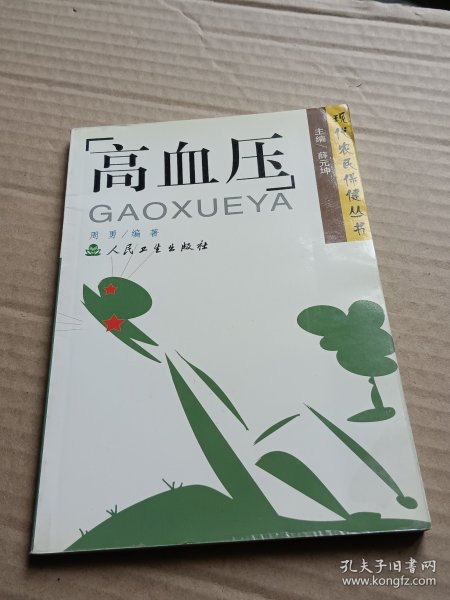 「高血压」
GAOXUEYA
周 勇／编 著
人民卫生出版社
主编／薛元坤
现代农民保健丛书
孔夫子旧书网
www.kongfz.com